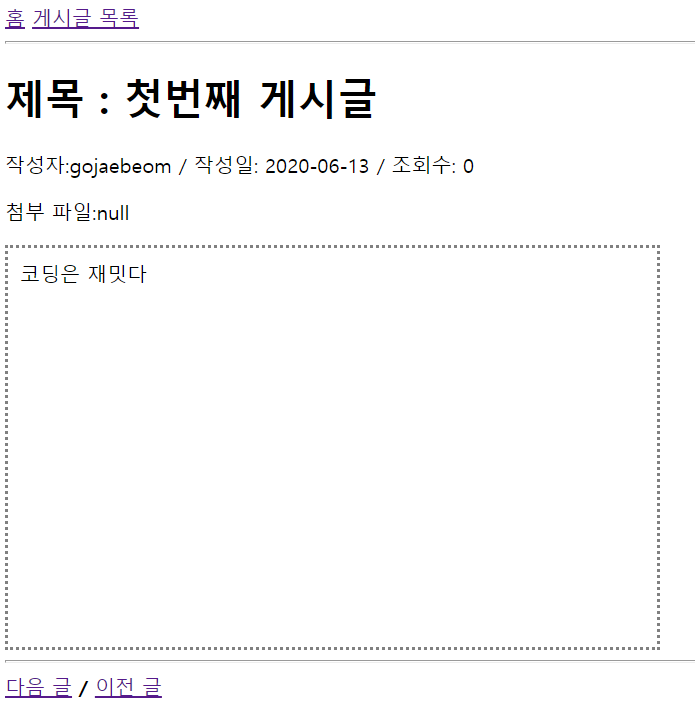 홈 게시글 목록
제목 : 첫번째 게시글
작성자:gojaebeom / 작성일: 2020-06-13 / 조회수: 0
첨부 파일:null
코딩은 재밋다
다음 글 / 이전 글